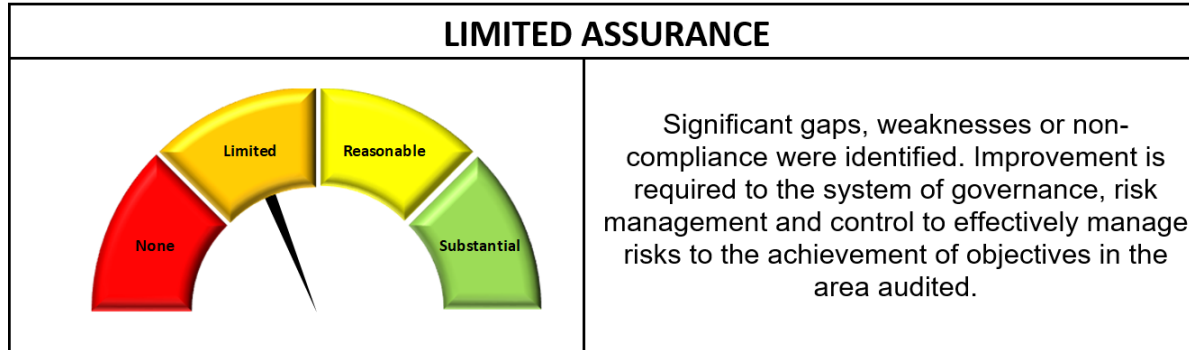 LIMITED ASSURANCE
Limited
Reasonable
None
Substantial
Significant gaps, weaknesses or non-
compliance were identified. Improvement is
required to the system of governance, risk
management and control to effectively manage
risks to the achievement of objectives in the
area audited.